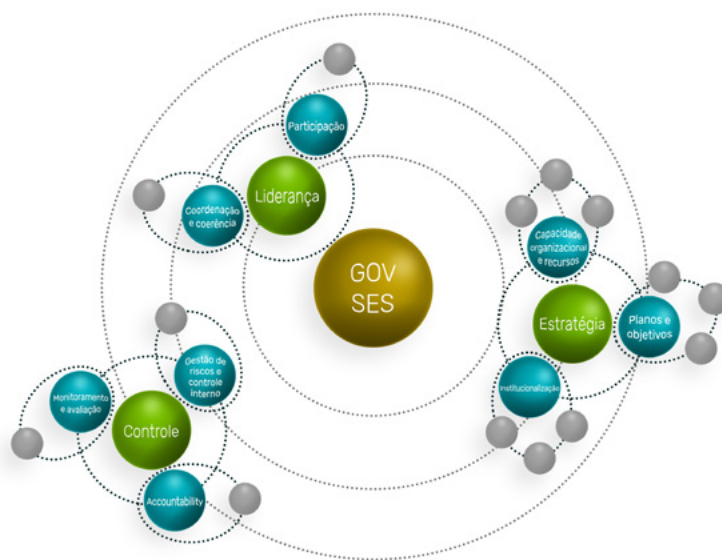 Participação
Liderança
Coordenação
e coerência
GOV
SES
Capacidade
organizacional
e recursos
Estratégia
Planos e
objetivos
Institucionalização
Gestão de
riscos e
controle
interno
Monitoramento
e avaliação
Controle
Accountability